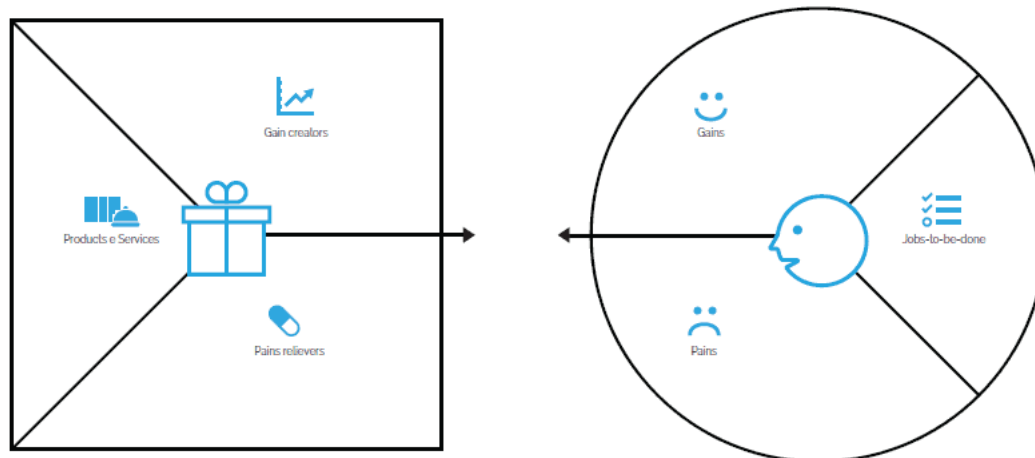 Gain creators
Products e Services
Pains relievers
Gains
Jobs-to-be-done
Pains